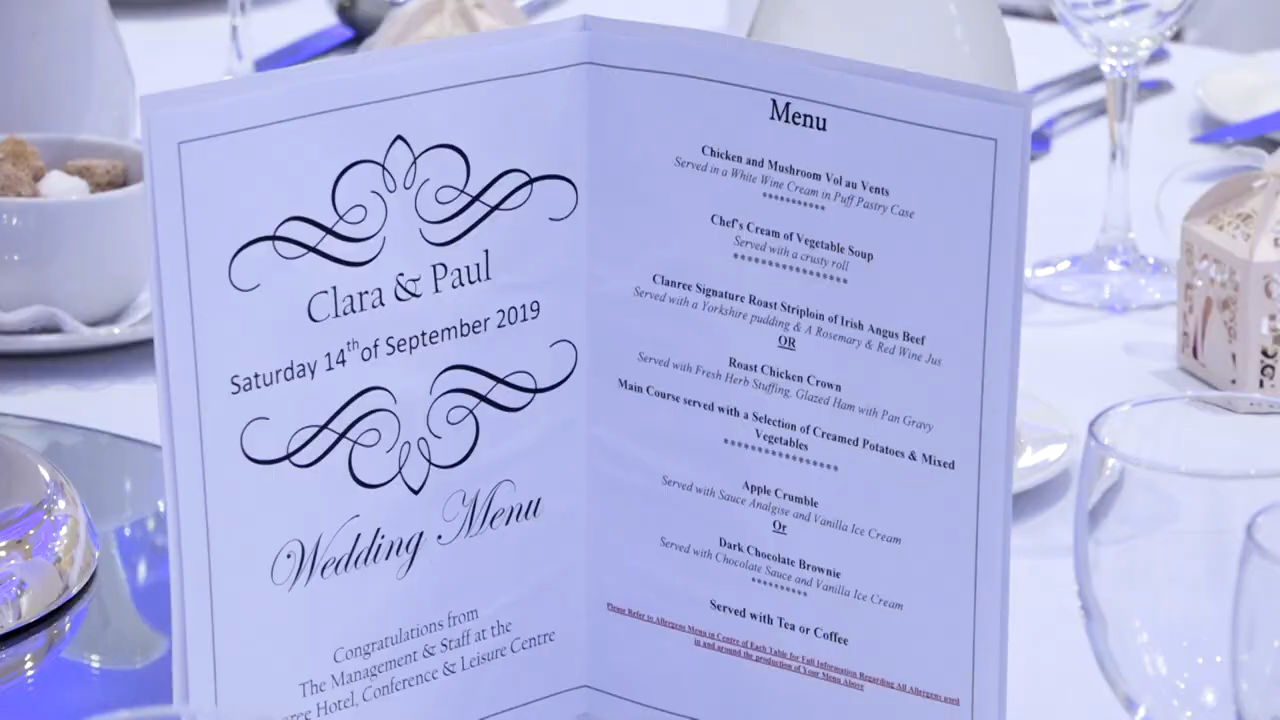 Clara & Paul
Saturday 14th of September 2019
Wedding Menu
Congratulations from
The Management & Staff at the
ree Hotel, Conference & Leisure Centre
Menu
Chicken and Mushroom Vol au Vents
Served in a White Wine Cream in Puff Pastry Case
***********
Chef's Cream of Vegetable Soup
Served with a crusty roll
****************
Clanree Signature Roast Striploin of Irish Angus Beef
Served with a Yorkshire pudding & A Rosemary & Red Wine Jus
OR
Roast Chicken Crown
Served with Fresh Herb Stuffing, Glazed Ham with Pan Gravy
Main Course served with a Selection of Creamed Potatoes & Mixed
Vegetables
****************
Apple Crumble
Served with Sauce Analgise and Vanilla Ice Cream
Or
Dark Chocolate Brownie
Served with Chocolate Sauce and Vanilla Ice Cream
**********
Served with Tea or Coffee
Please Refer to Allergens Menu in Centre of Each Table for Full Information Regarding All Allergens used
in and around the production of Your Menu Above